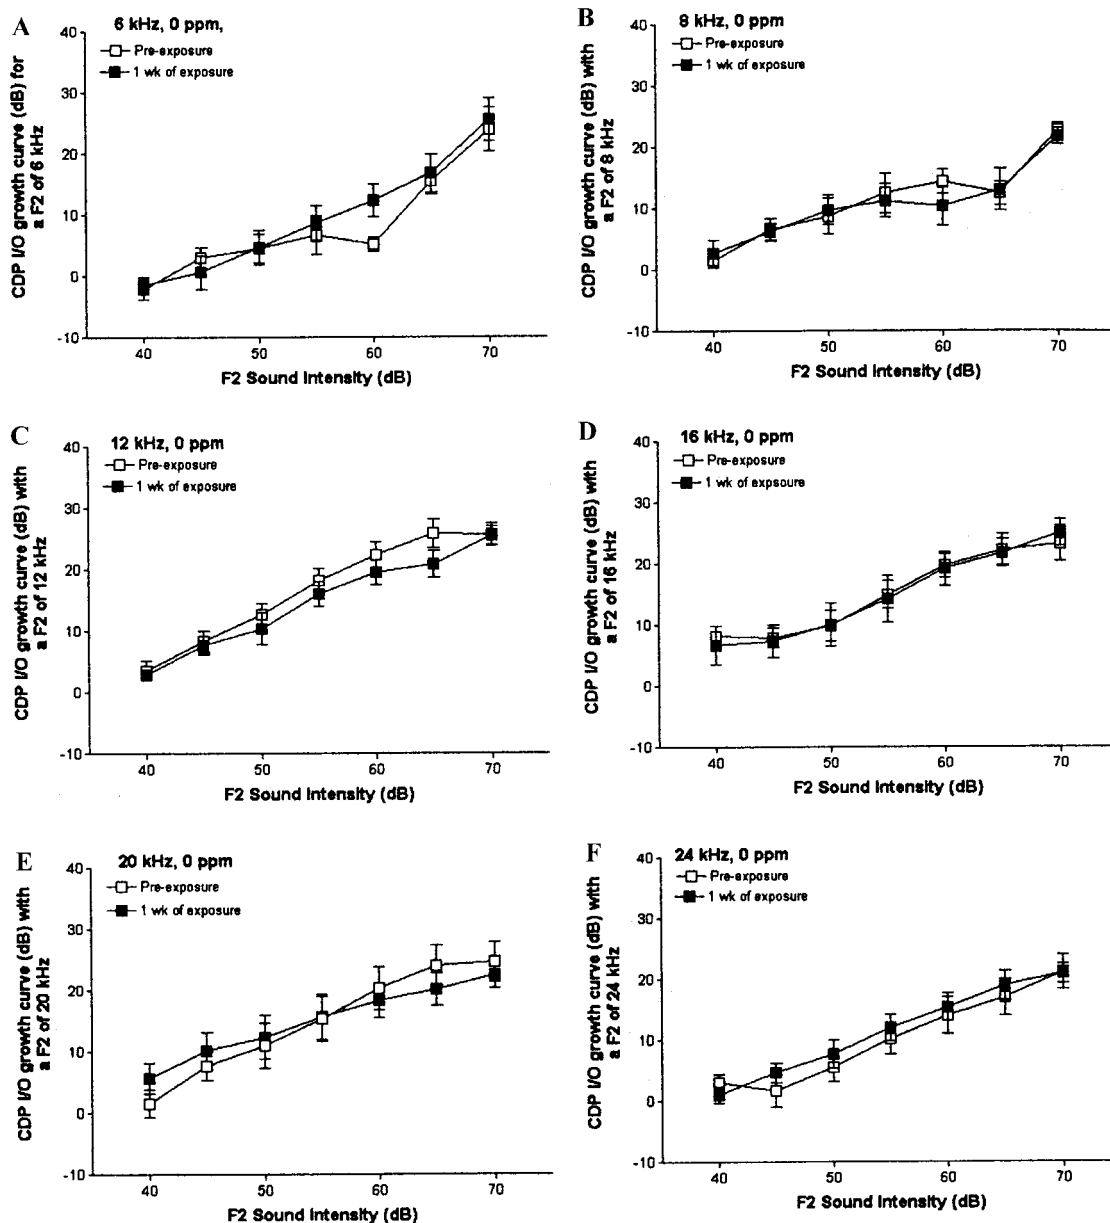 A
6 kHz, 0 ppm,
Pre-exposure
1 wk of exposure
CDP I/O growth curve (dB) for
a F2 of 6 kHz
40
30
20
10
0
-10
40 50 60 70
F2 Sound Intensity (dB)
B
8 kHz, 0 ppm
Pre-exposure
1 wk of exposure
CDP I/O growth curve (dB) with
a F2 of 8 kHz
40
30
20
10
0
-10
40 50 60 70
F2 Sound Intensity (dB)
C
12 kHz, 0 ppm
Pre-exposure
1 wk of exposure
CDP I/O growth curve (dB) with
a F2 of 12 kHz
40
30
20
10
0
-10
40 50 60 70
F2 Sound Intensity (dB)
D
16 kHz, 0 ppm
Pre-exposure
1 wk of expsoure
CDP I/O growth curve (dB) with
a F2 of 16 kHz
40
30
20
10
0
-10
40 50 60 70
F2 Sound Intensity (dB)
E
20 kHz, 0 ppm
Pre-exposure
1 wk of exposure
CDP I/O growth curve (dB) with
a F2 of 20 kHz
40
30
20
10
0
-10
40 50 60 70
F2 Sound Intensity (dB)
F
24 kHz, 0 ppm
Pre-exposure
1 wk of exposure
CDP I/O growth curve (dB) with
a F2 of 24 kHz
40
30
20
10
0
-10
40 50 60 70
F2 Sound Intensity (dB)